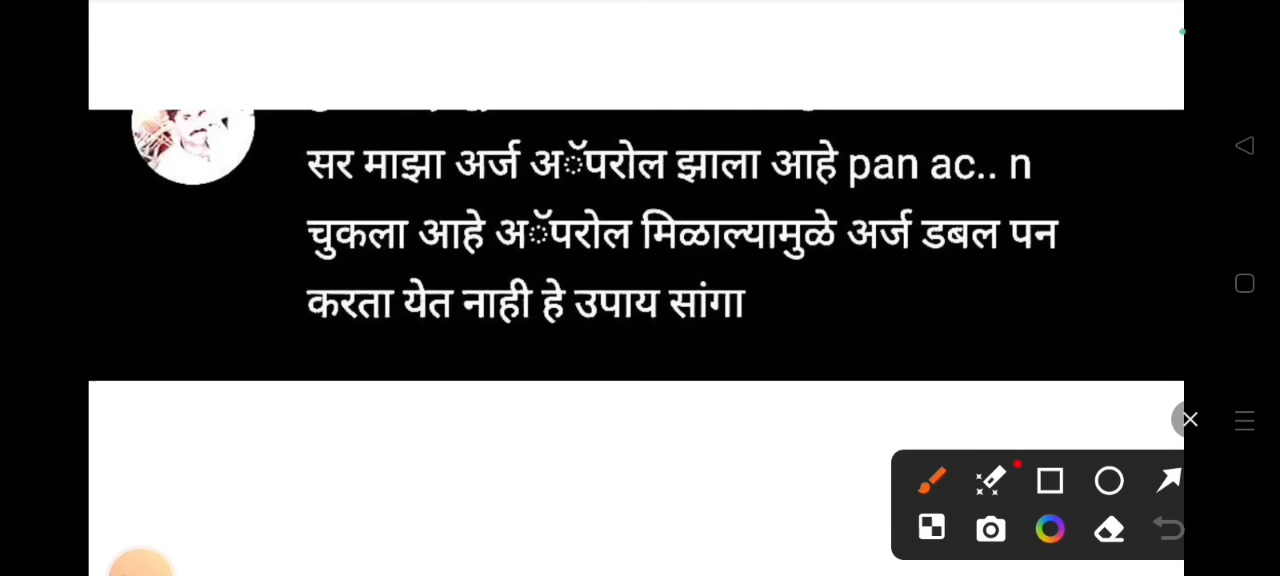 सर माझा अर्ज अॅपरोल झाला आहे pan ac.. n
चुकला आहे अॅपरोल मिळाल्यामुळे अर्ज डबल पन
करता येत नाही हे उपाय सांगा